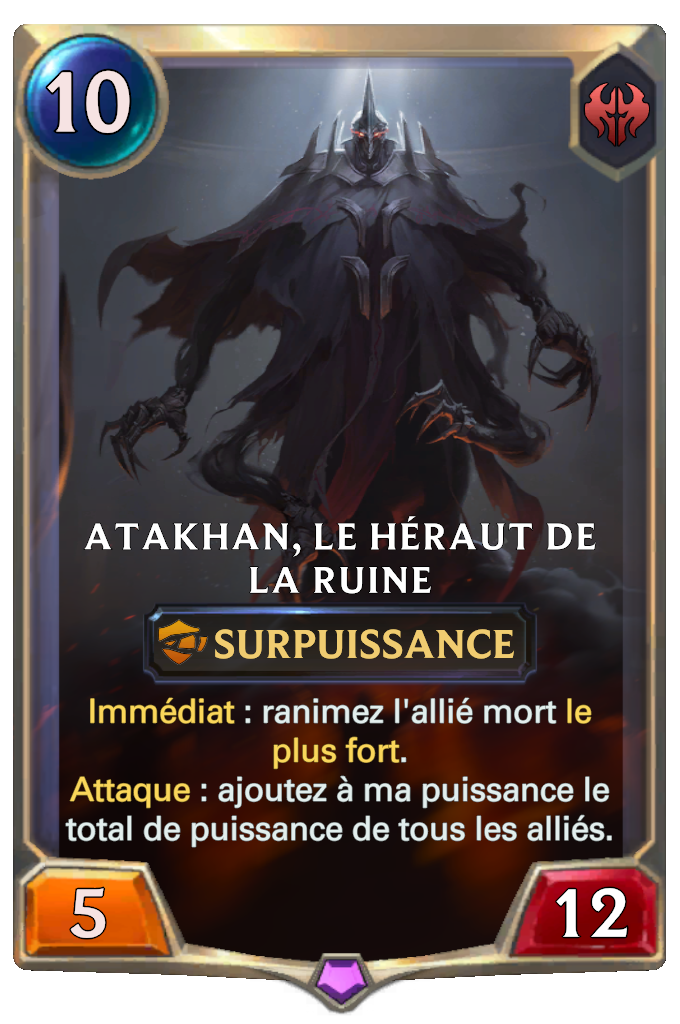 10
ATAKHAN, LE HÉRAUT DE
LA RUINE
SURPUISSANCE
Immédiat : ranimez l'allié mort le
plus fort.
Attaque : ajoutez à ma puissance le
total de puissance de tous les alliés.
5
12